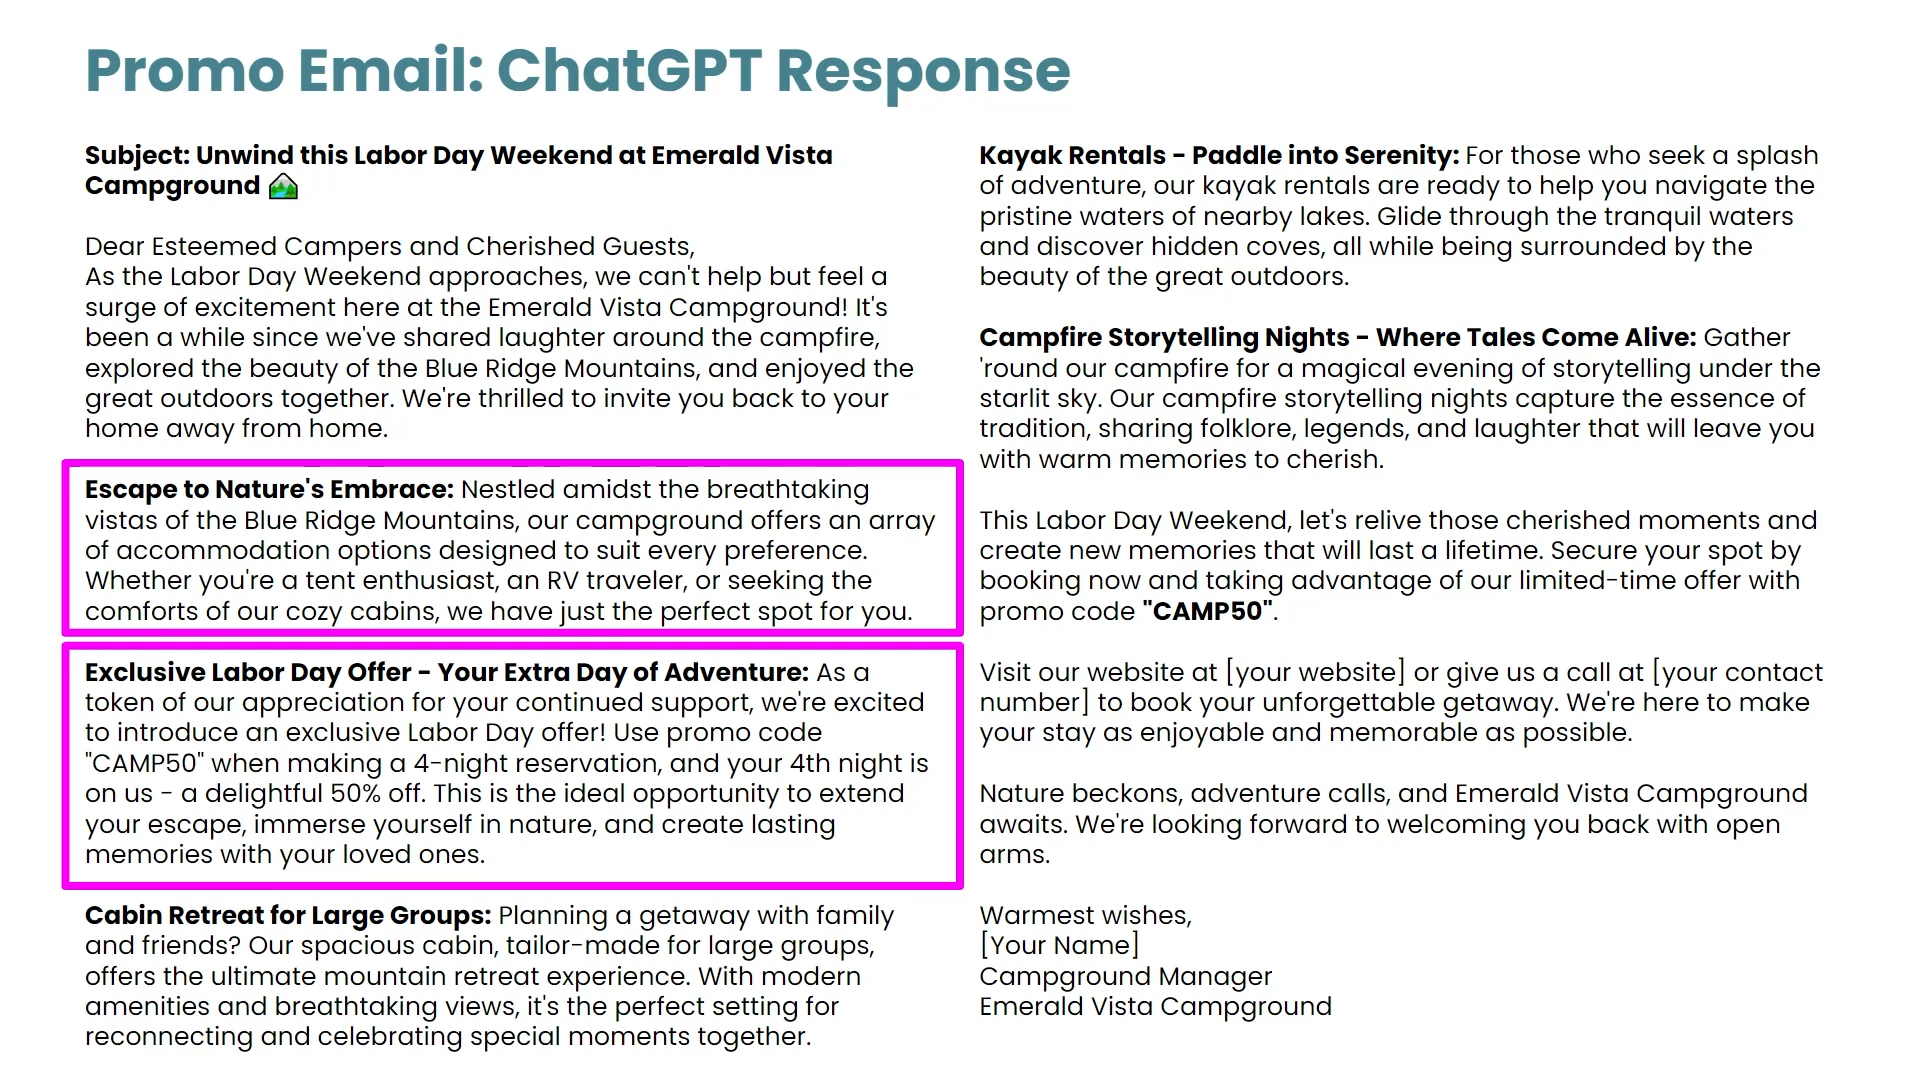 Promo Email: ChatGPT Response
Subject: Unwind this Labor Day Weekend at Emerald Vista
Campground 🏞️
Dear Esteemed Campers and Cherished Guests,
As the Labor Day Weekend approaches, we can't help but feel a
surge of excitement here at the Emerald Vista Campground! It's
been a while since we've shared laughter around the campfire,
explored the beauty of the Blue Ridge Mountains, and enjoyed the
great outdoors together. We're thrilled to invite you back to your
home away from home.
Escape to Nature's Embrace: Nestled amidst the breathtaking
vistas of the Blue Ridge Mountains, our campground offers an array
of accommodation options designed to suit every preference.
Whether you're a tent enthusiast, an RV traveler, or seeking the
comforts of our cozy cabins, we have just the perfect spot for you.
Exclusive Labor Day Offer - Your Extra Day of Adventure: As a
token of our appreciation for your continued support, we're excited
to introduce an exclusive Labor Day offer! Use promo code
"CAMP50" when making a 4-night reservation, and your 4th night is
on us - a delightful 50% off. This is the ideal opportunity to extend
your escape, immerse yourself in nature, and create lasting
memories with your loved ones.
Cabin Retreat for Large Groups: Planning a getaway with family
and friends? Our spacious cabin, tailor-made for large groups,
offers the ultimate mountain retreat experience. With modern
amenities and breathtaking views, it's the perfect setting for
reconnecting and celebrating special moments together.
Kayak Rentals - Paddle into Serenity: For those who seek a splash
of adventure, our kayak rentals are ready to help you navigate the
pristine waters of nearby lakes. Glide through the tranquil waters
and discover hidden coves, all while being surrounded by the
beauty of the great outdoors.
Campfire Storytelling Nights - Where Tales Come Alive: Gather
'round our campfire for a magical evening of storytelling under the
starlit sky. Our campfire storytelling nights capture the essence of
tradition, sharing folklore, legends, and laughter that will leave you
with warm memories to cherish.
This Labor Day Weekend, let's relive those cherished moments and
create new memories that will last a lifetime. Secure your spot by
booking now and taking advantage of our limited-time offer with
promo code "CAMP50".
Visit our website at [your website] or give us a call at [your contact
number] to book your unforgettable getaway. We're here to make
your stay as enjoyable and memorable as possible.
Nature beckons, adventure calls, and Emerald Vista Campground
awaits. We're looking forward to welcoming you back with open
arms.
Warmest wishes,
[Your Name]
Campground Manager
Emerald Vista Campground